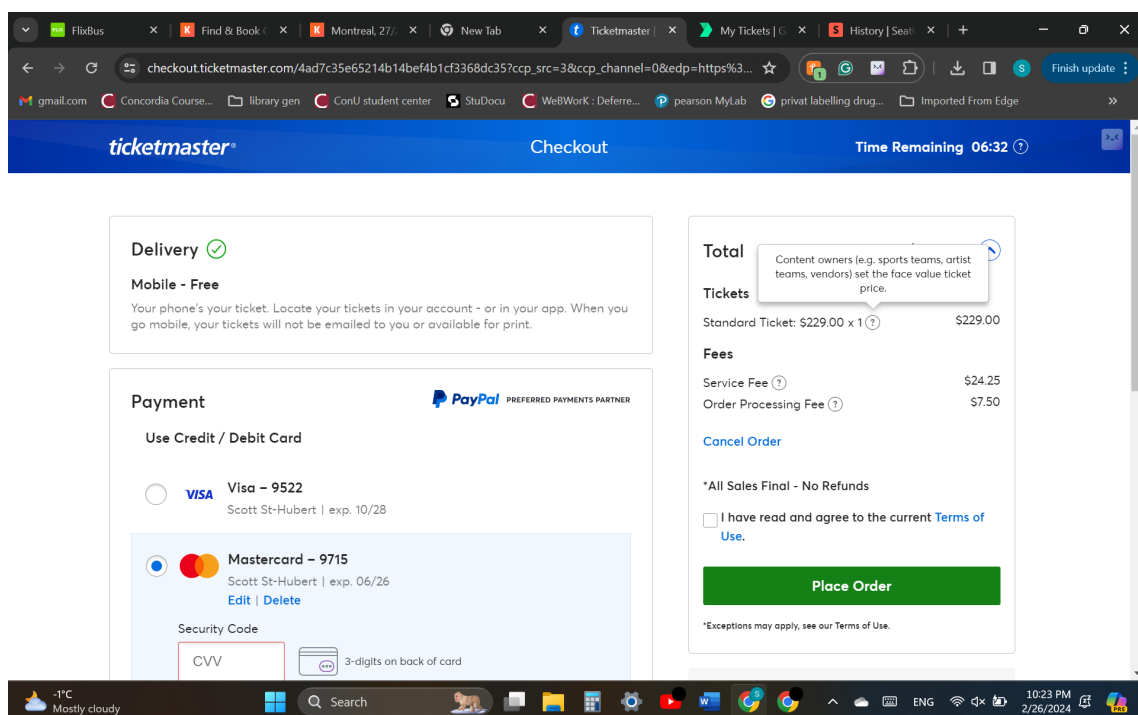 FlixBus
Find & Book
Montreal, 27/
New Tab
Ticketmaster |
My Tickets | G
History | Seat
Finish update
checkout.ticketmaster.com/4ad7c35e65214b14bef4b1cf3368dc35?ccp_src=3&ccp_channel=0&edp=https%3...
gmail.com
Concordia Course...
library gen
ConU student center
StuDocu
WeBWorK : Deferre...
pearson MyLab
privat labelling drug...
Imported From Edge
ticketmaster®
Checkout
Time Remaining 06:32
Delivery
Mobile - Free
Your phone's your ticket. Locate your tickets in your account - or in your app. When you
go mobile, your tickets will not be emailed to you or available for print.
Payment
PayPal PREFERRED PAYMENTS PARTNER
Use Credit / Debit Card
VISA
Visa – 9522
Scott St-Hubert | exp. 10/28
Mastercard – 9715
Scott St-Hubert | exp. 06/26
Edit | Delete
Security Code
CVV
3-digits on back of card
Total
Content owners (e.g. sports teams, artist
teams, vendors) set the face value ticket
price.
Tickets
Standard Ticket: $229.00 x 1 $229.00
Fees
Service Fee $24.25
Order Processing Fee $7.50
Cancel Order
*All Sales Final - No Refunds
I have read and agree to the current Terms of
Use.
Place Order
*Exceptions may apply, see our Terms of Use.
-1°C
Mostly cloudy
Search
ENG
10:23 PM
2/26/2024